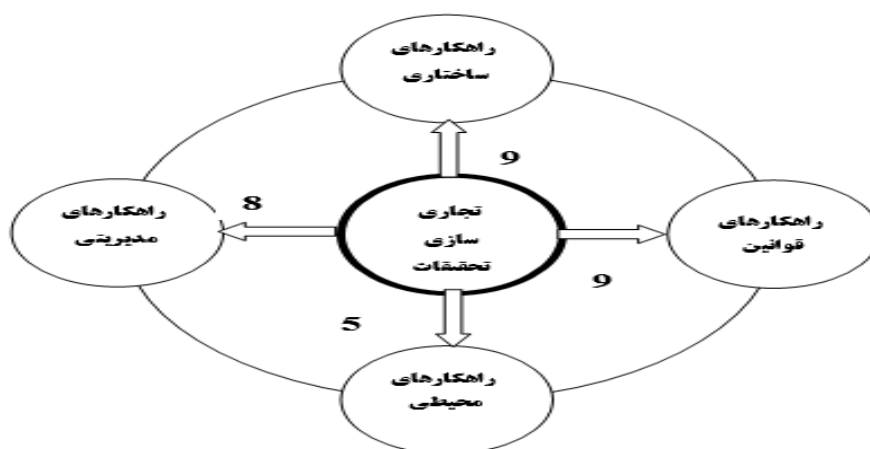 راهکارهای
ساختاری
9
راهکارهای
قوانین
9
تجاری
سازی
تحقیقات
8
راهکارهای
مدیریتی
5
راهکارهای
محیطی